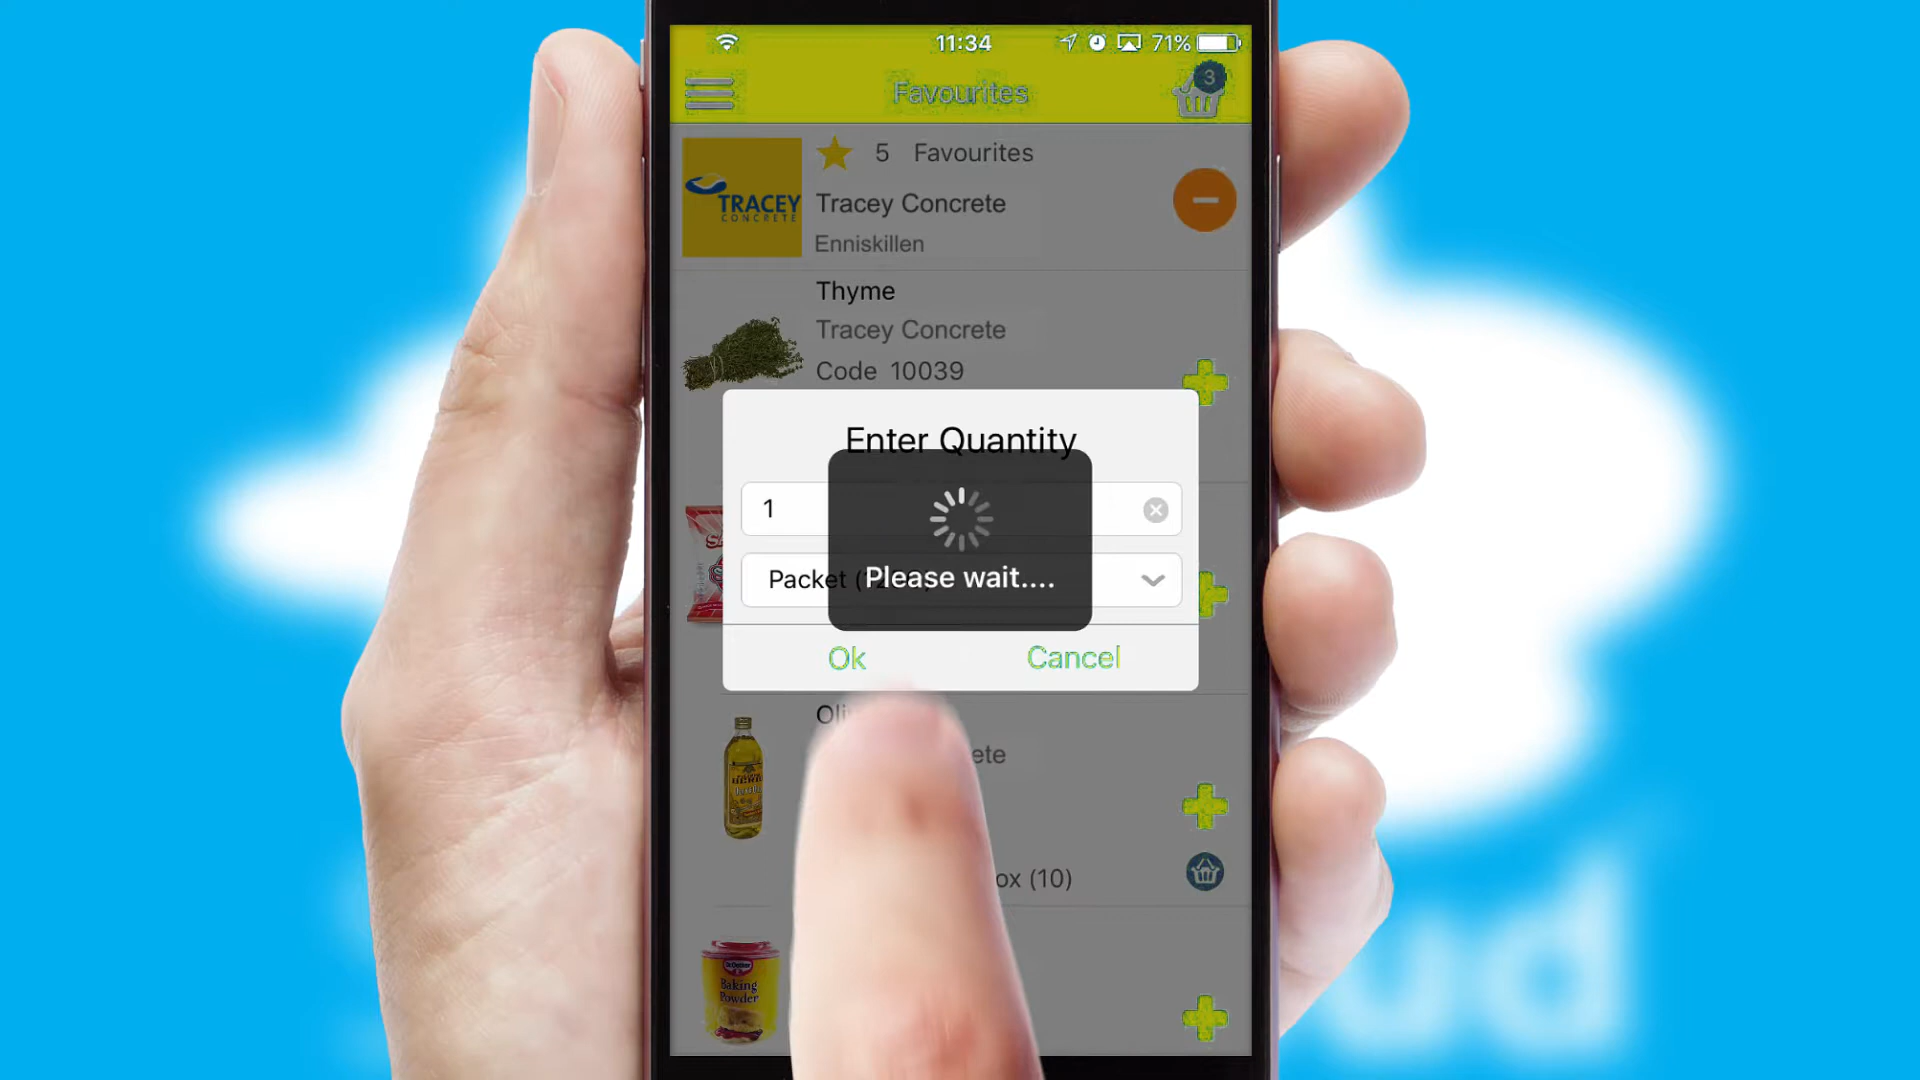 11:34
71%
Favourites
3
5 Favourites
TRACEY
CONCRETE
Tracey Concrete
Enniskillen
Thyme
Tracey Concrete
Code 10039
Enter Quantity
1
Packet
Please wait....
Ok
Cancel
ete
ox (10)
Baking
Powder
ud